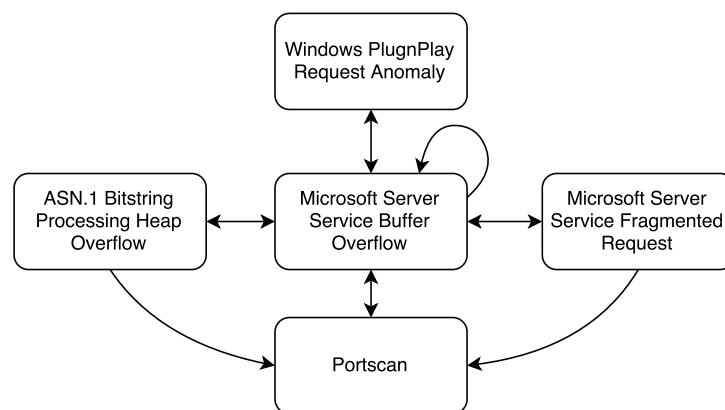 Windows PlugnPlay
Request Anomaly
ASN.1 Bitstring
Processing Heap
Overflow
Microsoft Server
Service Buffer
Overflow
Microsoft Server
Service Fragmented
Request
Portscan